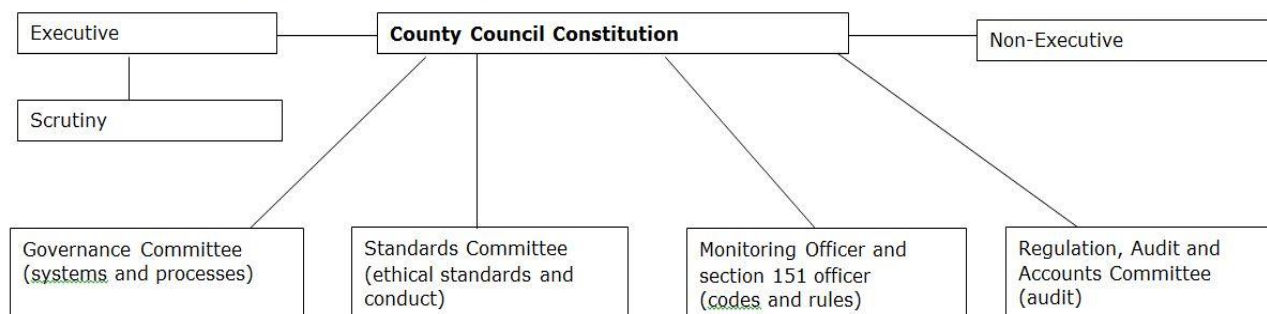 Executive
County Council Constitution
Non-Executive
Scrutiny
Governance Committee
(systems and processes)
Standards Committee
(ethical standards and
conduct)
Monitoring Officer and
section 151 officer
(codes and rules)
Regulation, Audit and
Accounts Committee
(audit)